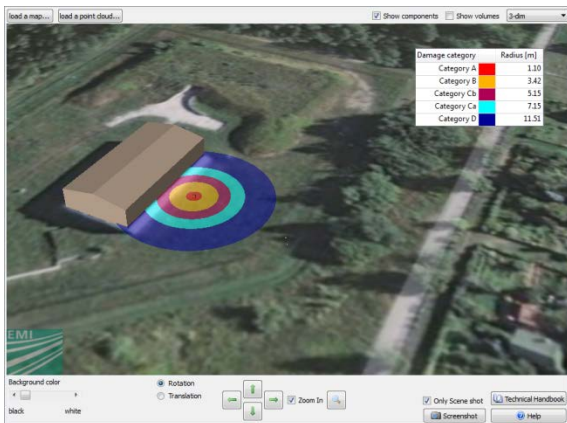 load a map... load a point cloud... Show components Show volumes 3-dim
Damage category Radius [m]
Category A 1.10
Category B 3.42
Category Cb 5.15
Category Ca 7.15
Category D 11.51
EMI
Background color
black white
Rotation
Translation
Zoom In
Only Scene shot Technical Handbook
Screenshot Help